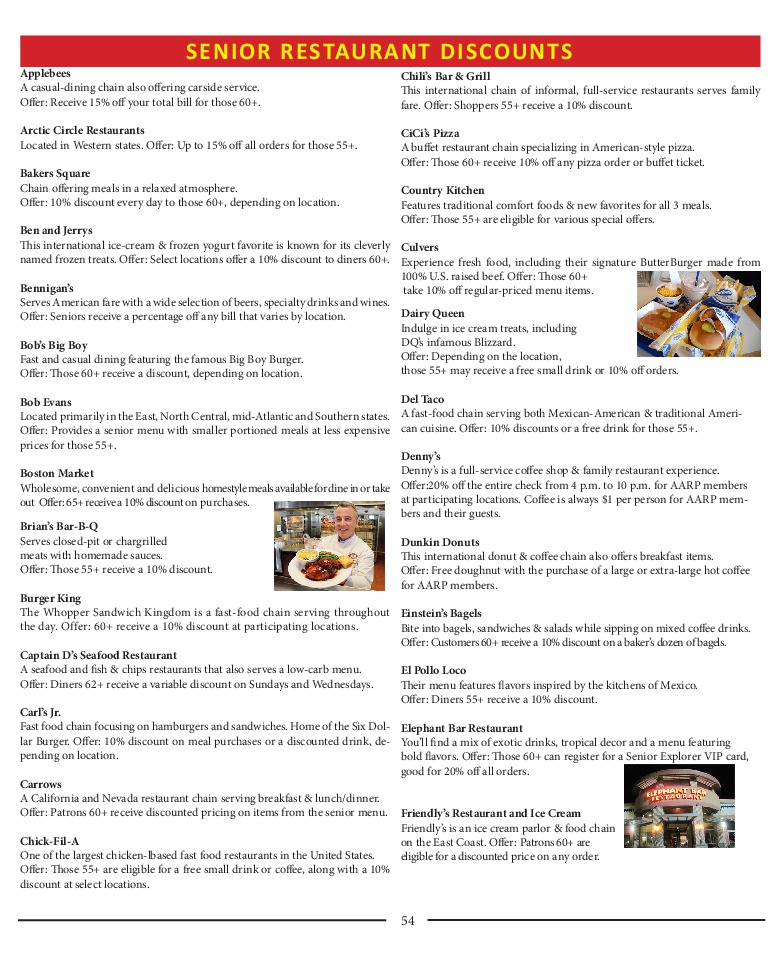 SENIOR RESTAURANT DISCOUNTS
Applebees
A casual-dining chain also offering carside service.
Offer: Receive 15% off your total bill for those 60+.
Arctic Circle Restaurants
Located in Western states. Offer: Up to 15% off all orders for those 55+.
Bakers Square
Chain offering meals in a relaxed atmosphere.
Offer: 10% discount every day to those 60+, depending on location.
Ben and Jerrys
This international ice-cream & frozen yogurt favorite is known for its cleverly
named frozen treats. Offer: Select locations offer a 10% discount to diners 60+.
Bennigan's
Serves American fare with a wide selection of beers, specialty drinks and wines.
Offer: Seniors receive a percentage off any bill that varies by location.
Bob's Big Boy
Fast and casual dining featuring the famous Big Boy Burger.
Offer: Those 60+ receive a discount, depending on location.
Bob Evans
Located primarily in the East, North Central, mid-Atlantic and Southern states.
Offer: Provides a senior menu with smaller portioned meals at less expensive
prices for those 55+.
Boston Market
Wholesome, convenient and delicious homestyle meals available for dine in or take
out Offer: 65+ receive a 10% discount on purchases.
Brian's Bar-B-Q
Serves closed-pit or chargrilled
meats with homemade sauces.
Offer: Those 55+ receive a 10% discount.
Burger King
The Whopper Sandwich Kingdom is a fast-food chain serving throughout
the day. Offer: 60+ receive a 10% discount at participating locations.
Captain D's Seafood Restaurant
A seafood and fish & chips restaurants that also serves a low-carb menu.
Offer: Diners 62+ receive a variable discount on Sundays and Wednesdays.
Carl's Jr.
Fast food chain focusing on hamburgers and sandwiches. Home of the Six Dol-
lar Burger. Offer: 10% discount on meal purchases or a discounted drink, de-
pending on location.
Carrows
A California and Nevada restaurant chain serving breakfast & lunch/dinner.
Offer: Patrons 60+ receive discounted pricing on items from the senior menu.
Chick-Fil-A
One of the largest chicken-lbased fast food restaurants in the United States.
Offer: Those 55+ are eligible for a free small drink or coffee, along with a 10%
discount at select locations.
Chili's Bar & Grill
This international chain of informal, full-service restaurants serves family
fare. Offer: Shoppers 55+ receive a 10% discount.
CiCi's Pizza
A buffet restaurant chain specializing in American-style pizza.
Offer: Those 60+ receive 10% off any pizza order or buffet ticket.
Country Kitchen
Features traditional comfort foods & new favorites for all 3 meals.
Offer: Those 55+ are eligible for various special offers.
Culvers
Experience fresh food, including their signature ButterBurger made from
100% U.S. raised beef. Offer: Those 60+
take 10% off regular-priced menu items.
Dairy Queen
Indulge in ice cream treats, including
DQ's infamous Blizzard.
Offer: Depending on the location,
those 55+ may receive a free small drink or 10% off orders.
Del Taco
A fast-food chain serving both Mexican-American & traditional Ameri-
can cuisine. Offer: 10% discounts or a free drink for those 55+.
Denny's
Denny's is a full-service coffee shop & family restaurant experience.
Offer:20% off the entire check from 4 p.m. to 10 p.m. for AARP members
at participating locations. Coffee is always $1 per person for AARP mem-
bers and their guests.
Dunkin Donuts
This international donut & coffee chain also offers breakfast items.
Offer: Free doughnut with the purchase of a large or extra-large hot coffee
for AARP members.
Einstein's Bagels
Bite into bagels, sandwiches & salads while sipping on mixed coffee drinks.
Offer: Customers 60+ receive a 10% discount on a baker's dozen of bagels.
El Pollo Loco
Their menu features flavors inspired by the kitchens of Mexico.
Offer: Diners 55+ receive a 10% discount.
Elephant Bar Restaurant
You'll find a mix of exotic drinks, tropical decor and a menu featuring
bold flavors. Offer: Those 60+ can register for a Senior Explorer VIP card,
good for 20% off all orders.
ELEPHANT BAR
RESTAURANT
Friendly's Restaurant and Ice Cream
Friendly's is an ice cream parlor & food chain
on the East Coast. Offer: Patrons 60+ are
eligible for a discounted price on any order.
54